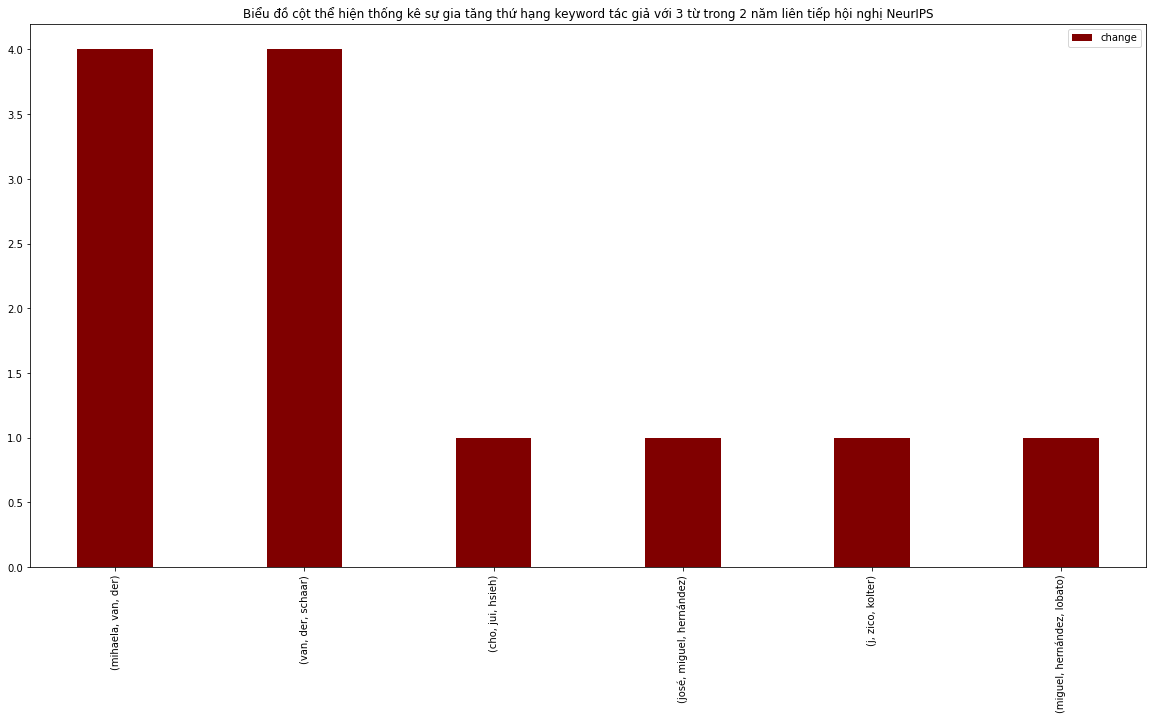 Biểu đồ cột thể hiện thống kê sự gia tăng thứ hạng keyword tác giả với 3 từ trong 2 năm liên tiếp hội nghị NeurIPS
change
4.0
3.5
3.0
2.5
2.0
1.5
1.0
0.5
0.0
(mihaela, van, der)
(van, der, schaar)
(cho, jui, hsieh)
(josé, miguel, hernández)
(j, zico, kolter)
(miguel, hernández, lobato)